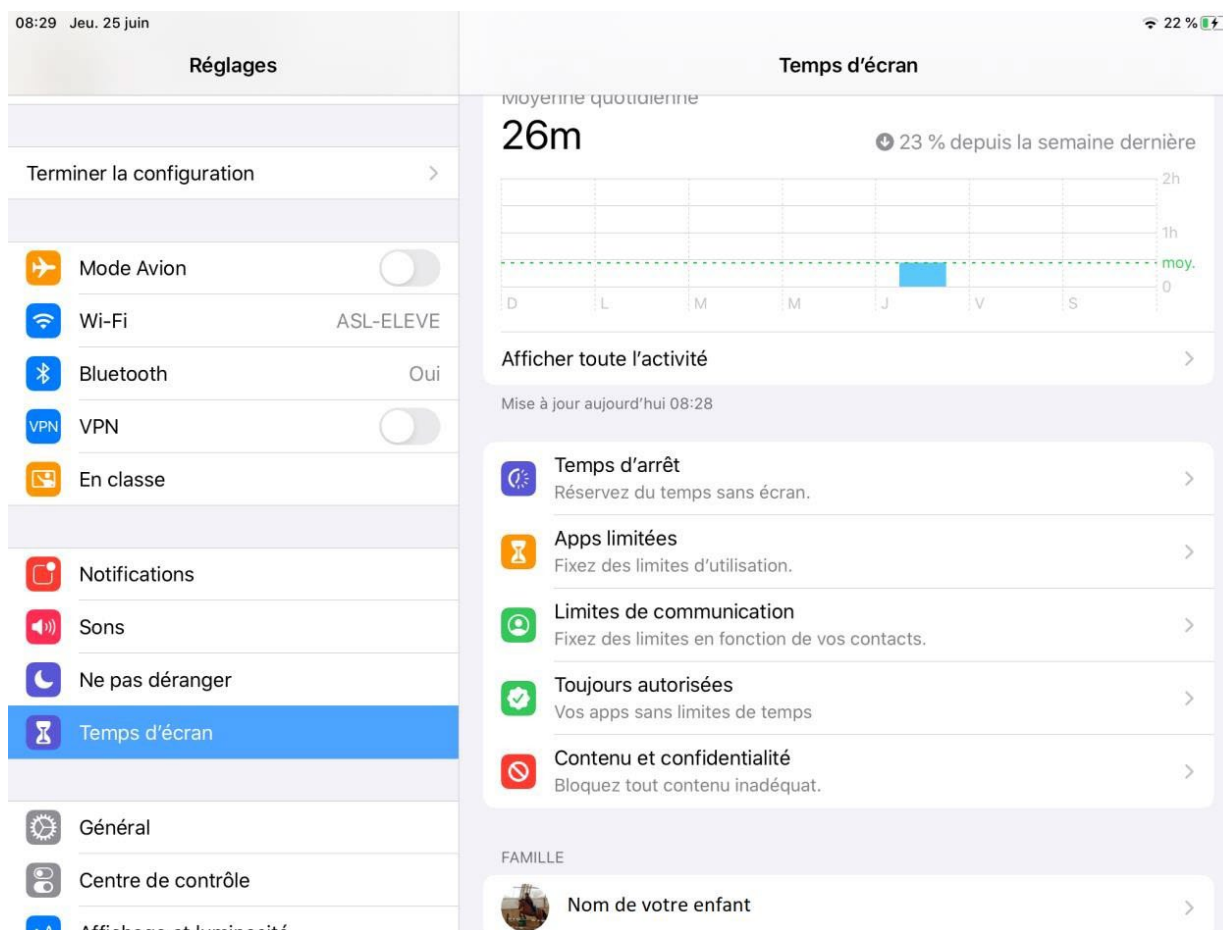 08:29 Jeu. 25 juin
22 %
Réglages
Terminer la configuration
Mode Avion
Wi-Fi
ASL-ELEVE
Bluetooth
Oui
VPN
VPN
En classe
Notifications
Sons
Ne pas déranger
Temps d'écran
Général
Centre de contrôle
Affichage et luminosité
Temps d'écran
Moyenne quotidienne
26m
23 % depuis la semaine dernière
2h
1h
moy.
0
D L M M J V S
Afficher toute l'activité
Mise à jour aujourd'hui 08:28
Temps d'arrêt
Réservez du temps sans écran.
Apps limitées
Fixez des limites d'utilisation.
Limites de communication
Fixez des limites en fonction de vos contacts.
Toujours autorisées
Vos apps sans limites de temps
Contenu et confidentialité
Bloquez tout contenu inadéquat.
FAMILLE
Nom de votre enfant